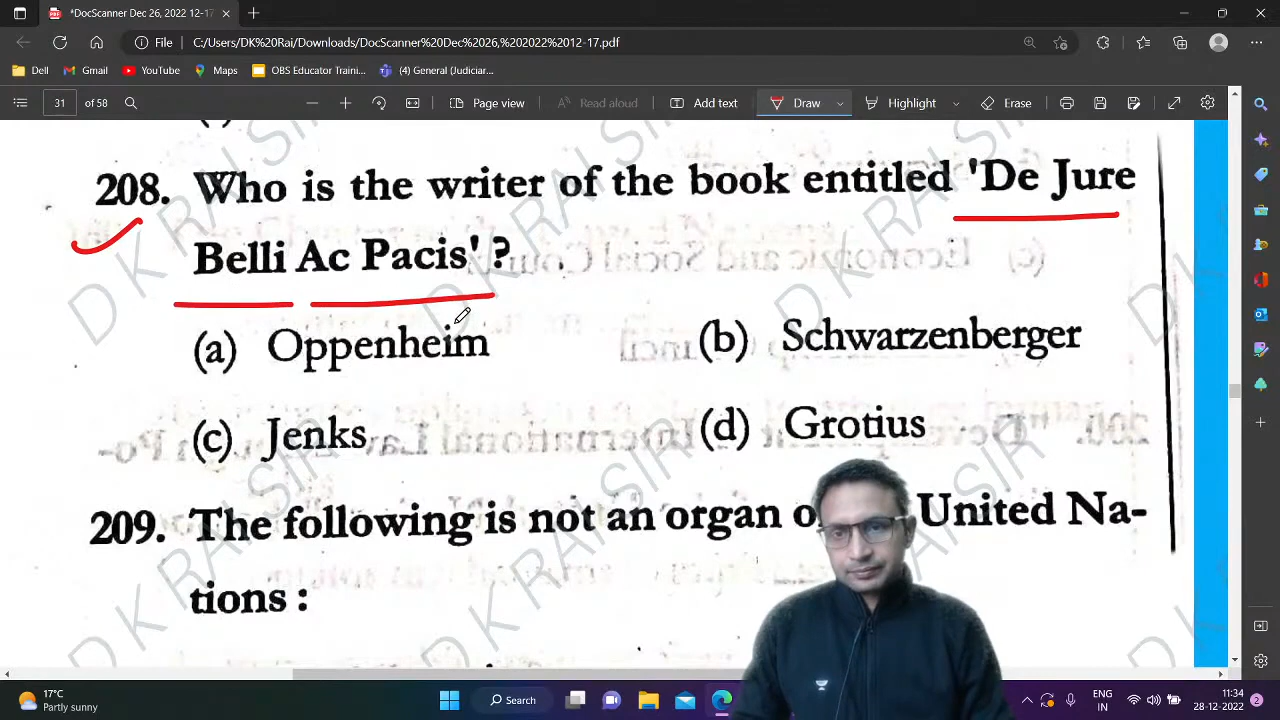 *DocScanner Dec 26, 2022 12-17
File
C:/Users/DK%20Rai/Downloads/DocScanner%20Dec%2026,%202022%2012-17.pdf
Dell
Gmail
YouTube
Maps
OBS Educator Traini...
(4) General (Judiciar...
31 of 58
Page view
Read aloud
Add text
Draw
Highlight
Erase
208. Who is the writer of the book entitled 'De Jure
Belli Ac Pacis' ?
(a) Oppenheim
(b) Schwarzenberger
(c) Jenks
(d) Grotius
209. The following is not an organ o United Na-
tions :
D K RAI SIR
17°C
Partly sunny
Search
ENG
IN
11:34
28-12-2022
2